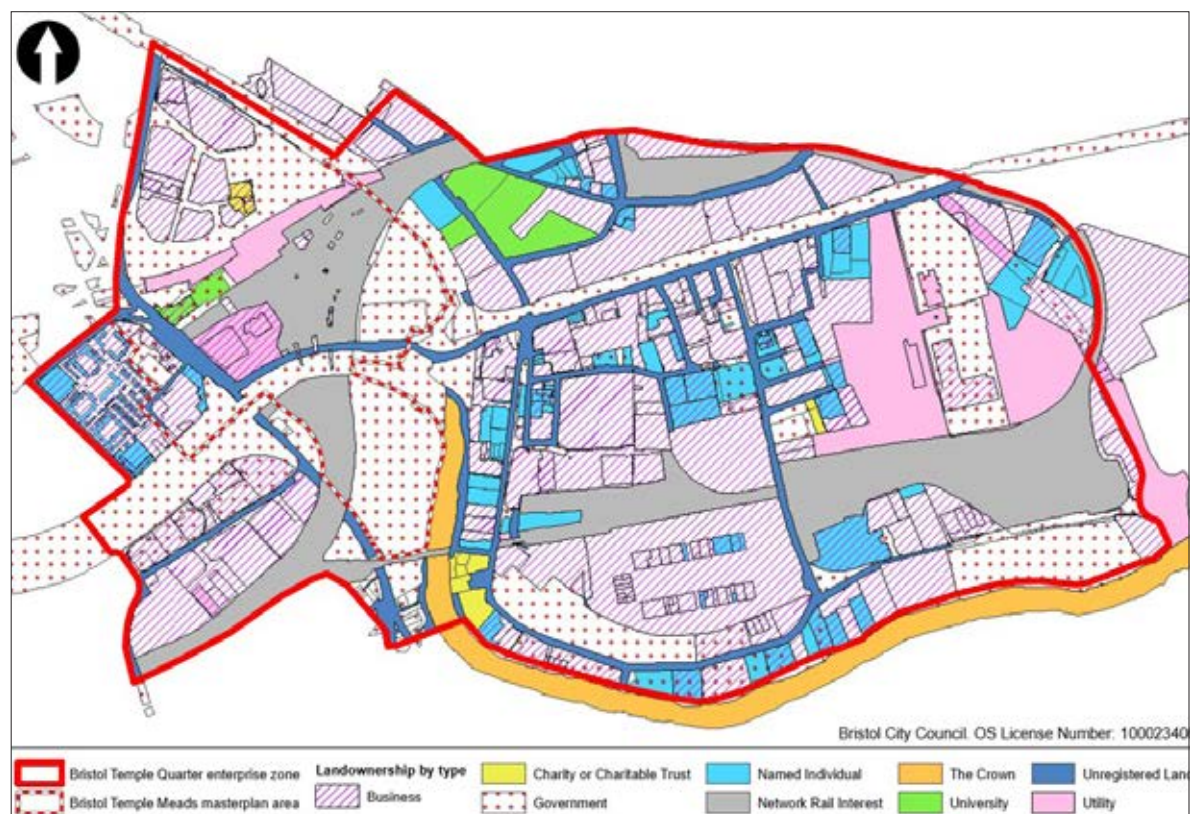 Bristol City Council. OS License Number: 10002340
Bristol Temple Quarter enterprise zone
Bristol Temple Meads masterplan area
Landownership by type
Business
Charity or Charitable Trust
Government
Named Individual
Network Rail Interest
The Crown
University
Unregistered Lan
Utility